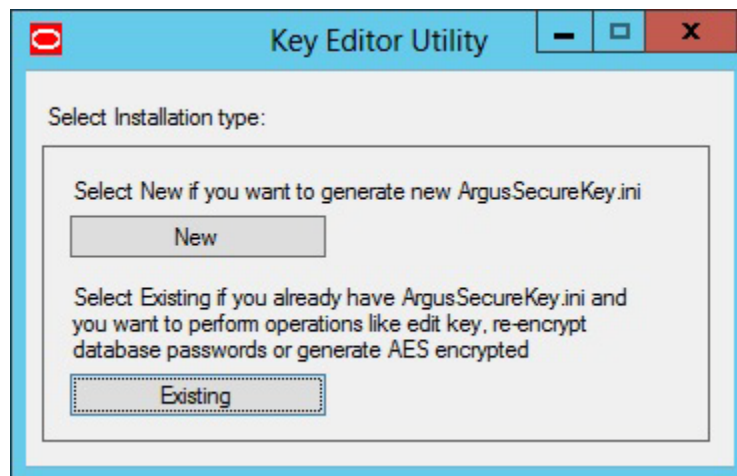 Key Editor Utility
Select Installation type:
Select New if you want to generate new ArgusSecureKey.ini
New
Select Existing if you already have ArgusSecureKey.ini and
you want to perform operations like edit key, re-encrypt
database passwords or generate AES encrypted
Existing